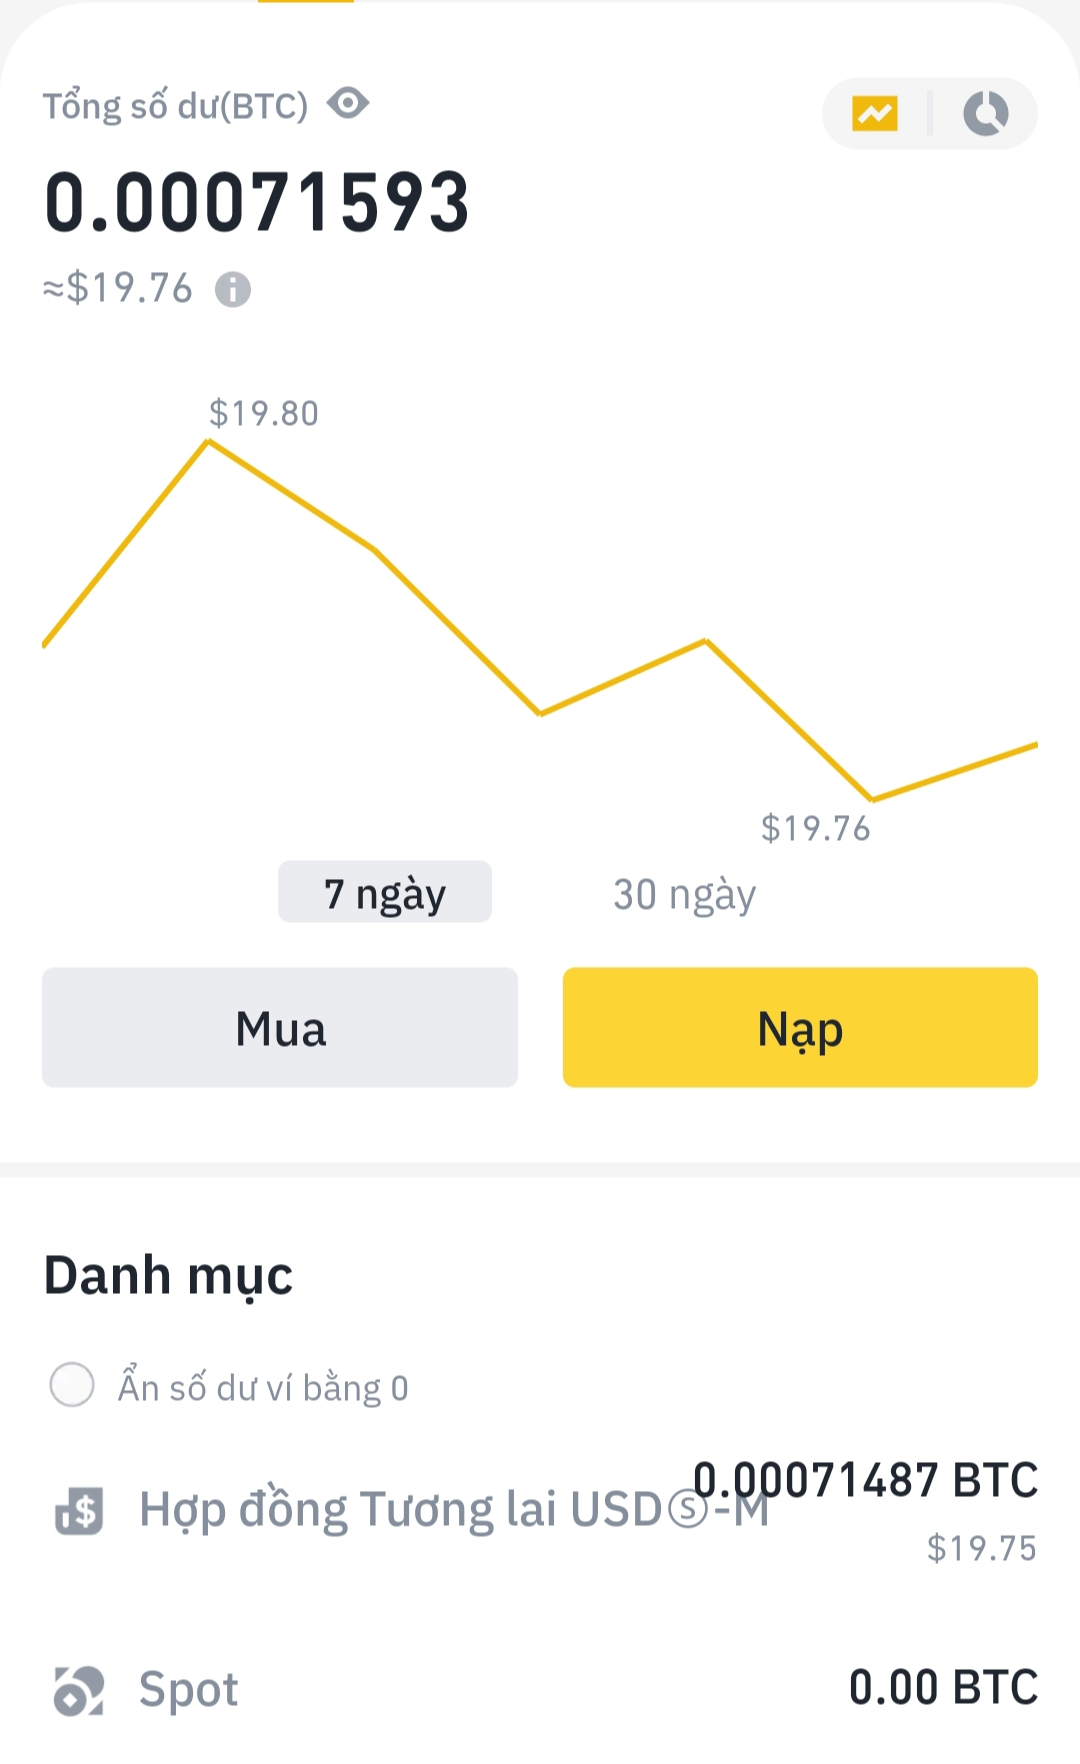 Tổng số dư(BTC)
0.00071593
≈$19.76
$19.80
$19.76
7 ngày
30 ngày
Mua
Nạp
Danh mục
Ẩn số dư ví bằng 0
Hợp đồng Tương lai USDⓈ-M
0.00071487 BTC
$19.75
Spot
0.00 BTC